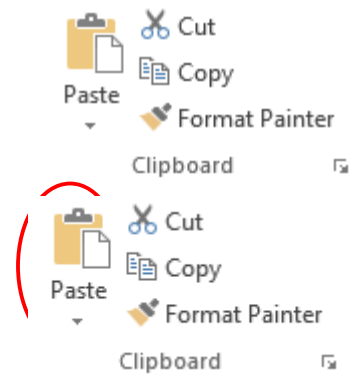 Cut
Copy
Paste
Format Painter
Clipboard
Cut
Copy
Paste
Format Painter
Clipboard